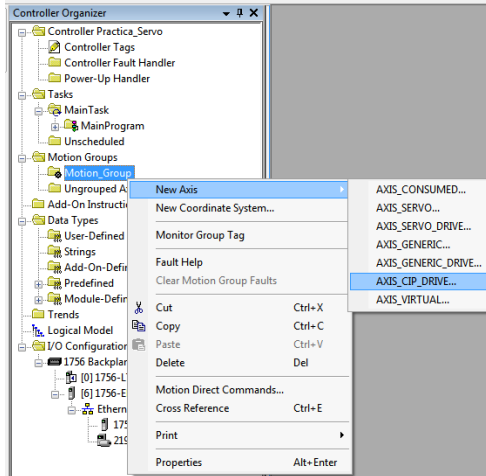 Controller Organizer
Controller Practica_Servo
Controller Tags
Controller Fault Handler
Power-Up Handler
Tasks
MainTask
MainProgram
Unscheduled
Motion Groups
Motion_Group
Ungrouped A
Add-On Instructi
Data Types
User-Defined
Strings
Add-On-Defin
Predefined
Module-Defin
Trends
Logical Model
I/O Configuration
1756 Backplan
[0] 1756-L
[6] 1756-E
Ethern
175
219
New Axis
New Coordinate System...
Monitor Group Tag
Fault Help
Clear Motion Group Faults
Cut Ctrl+X
Copy Ctrl+C
Paste Ctrl+V
Delete Del
Motion Direct Commands...
Cross Reference Ctrl+E
Print
Properties Alt+Enter
AXIS_CONSUMED...
AXIS_SERVO...
AXIS_SERVO_DRIVE...
AXIS_GENERIC...
AXIS_GENERIC_DRIVE...
AXIS_CIP_DRIVE...
AXIS_VIRTUAL...